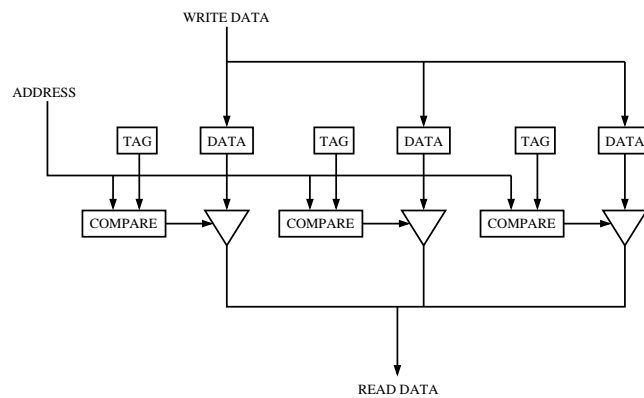 WRITE DATA
ADDRESS
TAG DATA TAG DATA TAG DATA
COMPARE COMPARE COMPARE
READ DATA